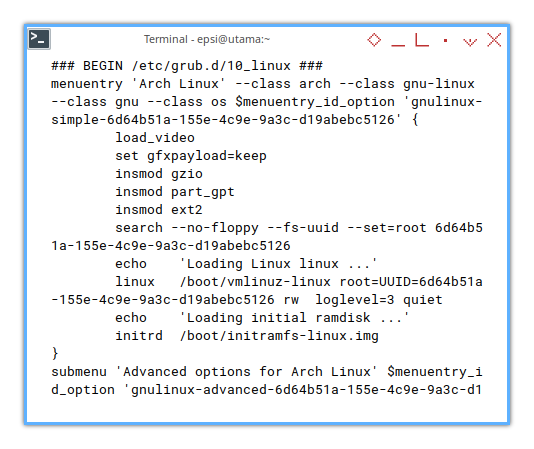 >_
Terminal - epsi@utama:~
### BEGIN /etc/grub.d/10_linux ###
menuentry 'Arch Linux' --class arch --class gnu-linux
--class gnu --class os $menuentry_id_option 'gnulinux-
simple-6d64b51a-155e-4c9e-9a3c-d19abebc5126' {
        load_video
        set gfxpayload=keep
        insmod gzio
        insmod part_gpt
        insmod ext2
        search --no-floppy --fs-uuid --set=root 6d64b5
1a-155e-4c9e-9a3c-d19abebc5126
        echo    'Loading Linux linux ...'
        linux   /boot/vmlinuz-linux root=UUID=6d64b51a
-155e-4c9e-9a3c-d19abebc5126 rw  loglevel=3 quiet
        echo    'Loading initial ramdisk ...'
        initrd  /boot/initramfs-linux.img
}
submenu 'Advanced options for Arch Linux' $menuentry_i
d_option 'gnulinux-advanced-6d64b51a-155e-4c9e-9a3c-d1